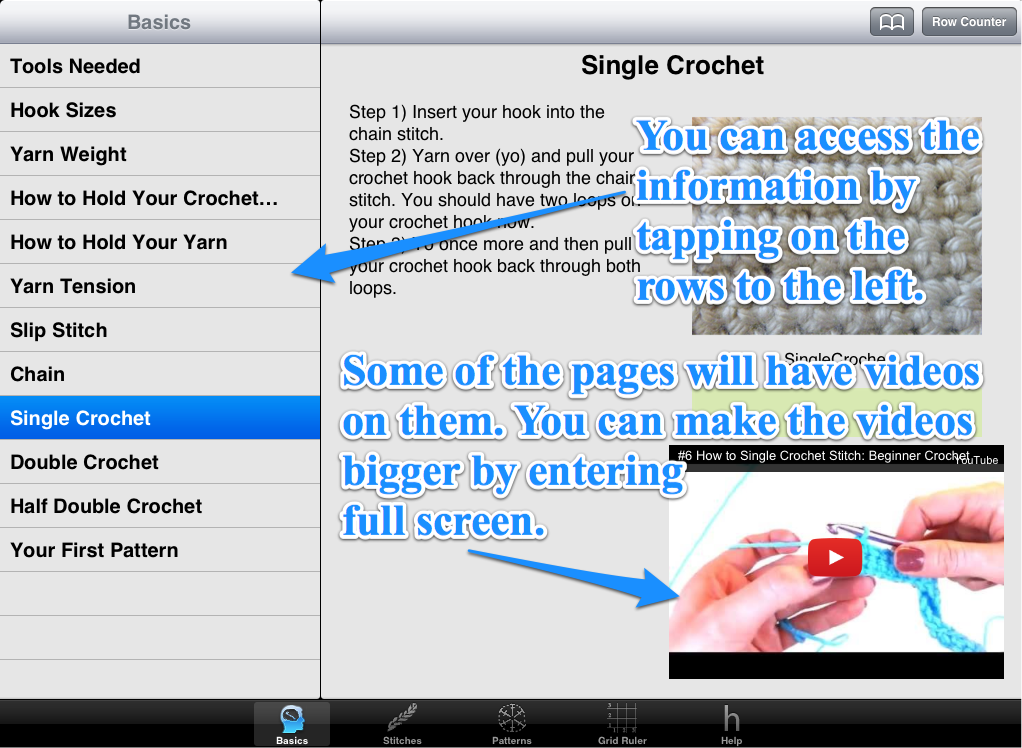 Basics
Row Counter
Tools Needed
Hook Sizes
Yarn Weight
How to Hold Your Crochet...
How to Hold Your Yarn
Yarn Tension
Slip Stitch
Chain
Single Crochet
Double Crochet
Half Double Crochet
Your First Pattern
Single Crochet
Step 1) Insert your hook into the
chain stitch.
Step 2) Yarn over (yo) and pull your
crochet hook back through the chain
stitch. You should have two loops on
your crochet hook now.
Step 3) Yo once more and then pull
your crochet hook back through both
loops.
You can access the
information by
tapping on the
rows to the left.
SingleCrochet
Some of the pages will have videos
on them. You can make the videos
bigger by entering
full screen.
#6 How to Single Crochet Stitch: Beginner Crochet
YouTube
Basics
Stitches
Patterns
Grid Ruler
h
Help